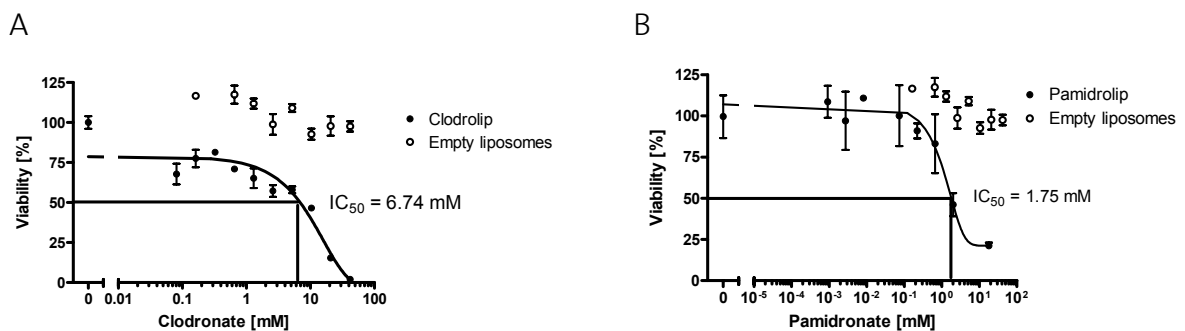 A
B
125
100
75
50
25
0
Viability [%]
Clodrolip
Empty liposomes
IC50 = 6.74 mM
0 0.01 0.1 1 10 100
Clodronate [mM]
125
100
75
50
25
0
Viability [%]
Pamidrolip
Empty liposomes
IC50 = 1.75 mM
0 10-5 10-4 10-3 10-2 10-1 100 101 102
Pamidronate [mM]